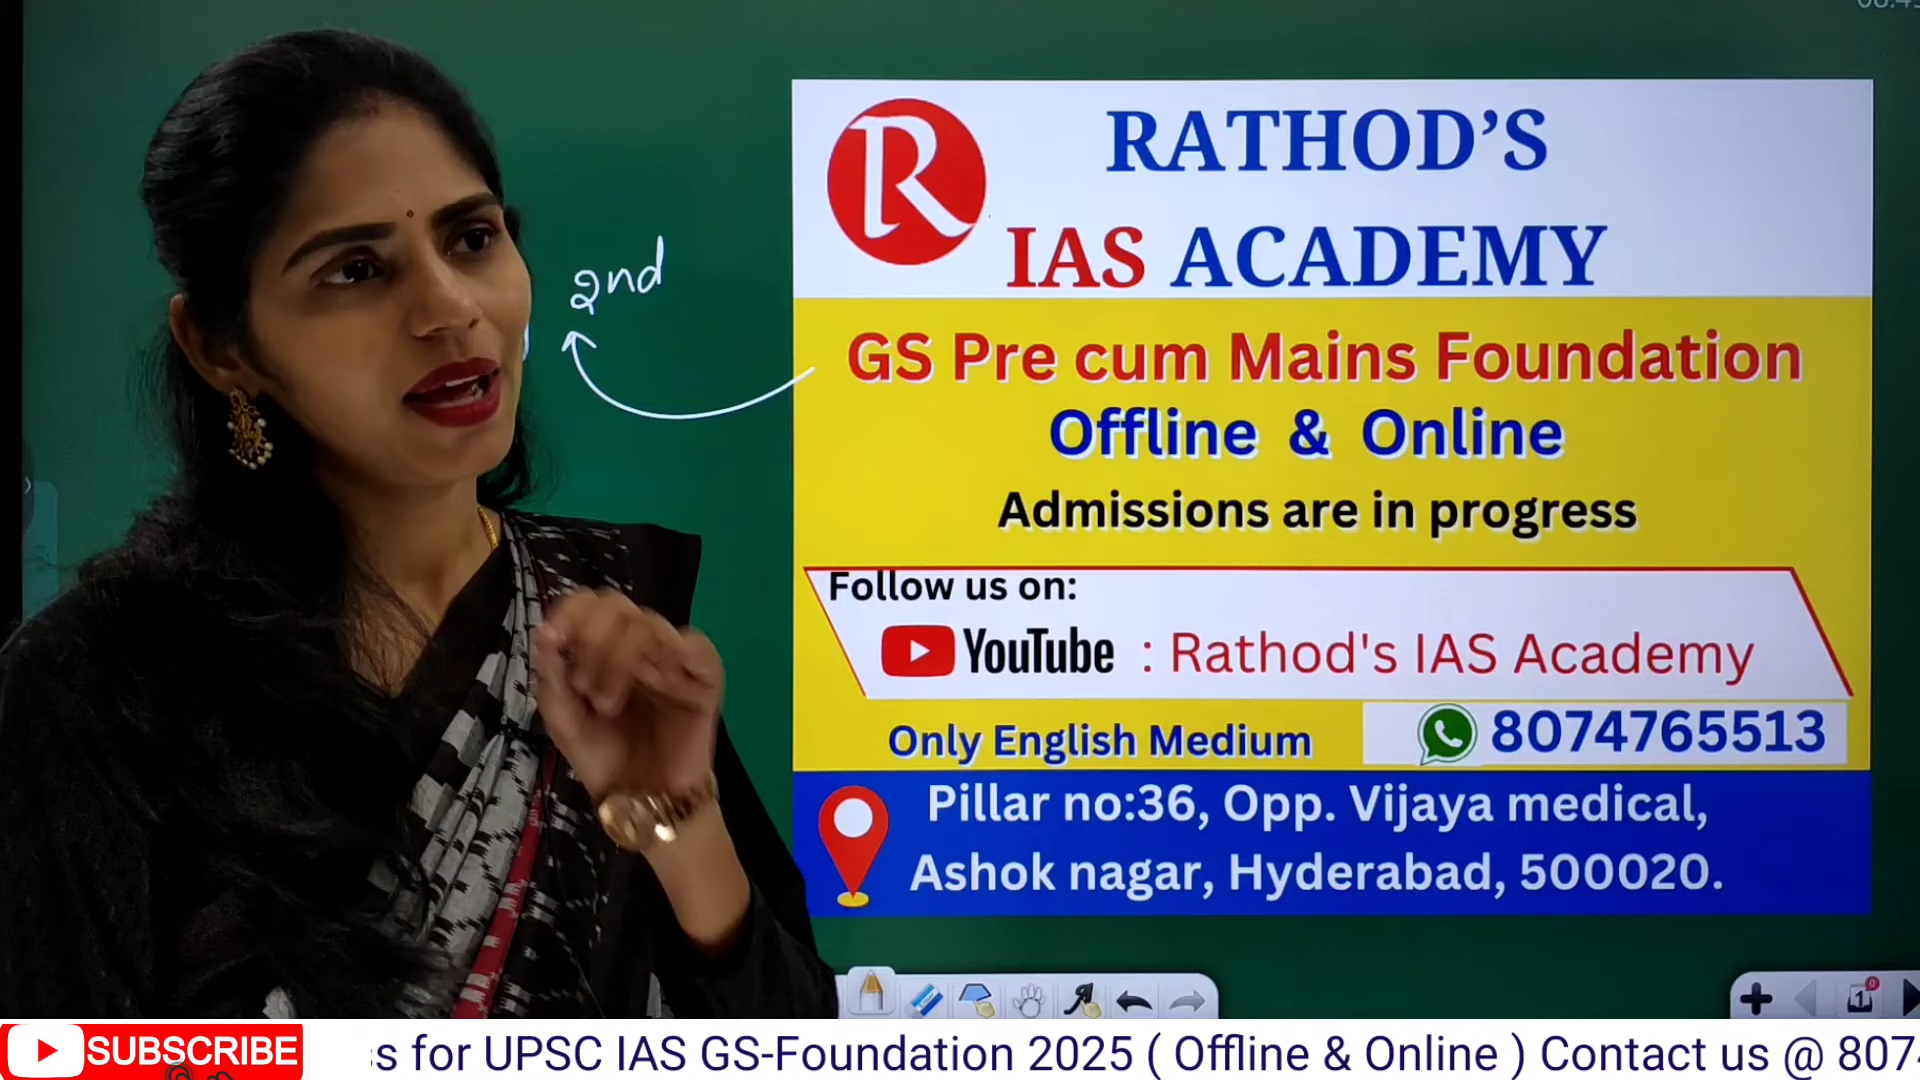 R
RATHOD’S
IAS ACADEMY
2nd
GS Pre cum Mains Foundation
Offline & Online
Admissions are in progress
Follow us on:
YouTube : Rathod's IAS Academy
Only English Medium
8074765513
Pillar no:36, Opp. Vijaya medical,
Ashok nagar, Hyderabad, 500020.
1
0
SUBSCRIBE
s for UPSC IAS GS-Foundation 2025 ( Offline & Online ) Contact us @ 807